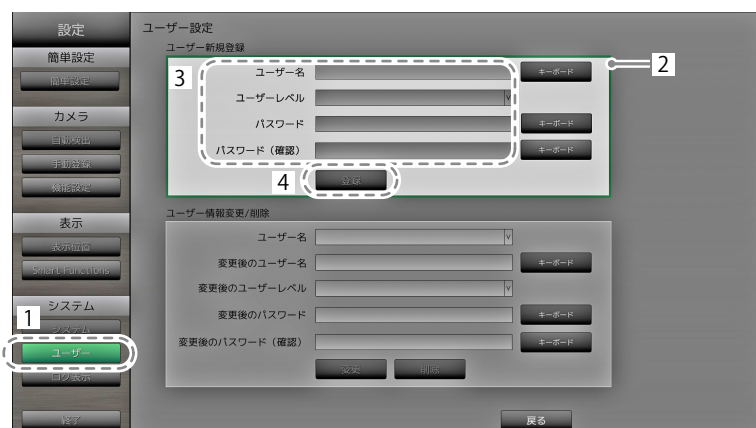 設定
簡単設定
簡単設定
カメラ
自動検出
手動登録
機能設定
表示
表示位置
Smart Functions
システム
1
システム
ユーザー
ログ表示
終了
ユーザー設定
ユーザー新規登録
2
3
ユーザー名
キーボード
ユーザーレベル
パスワード
キーボード
パスワード（確認）
キーボード
4
登録
ユーザー情報変更/削除
ユーザー名
変更後のユーザー名
キーボード
変更後のユーザーレベル
変更後のパスワード
キーボード
変更後のパスワード（確認）
キーボード
変更
削除
戻る